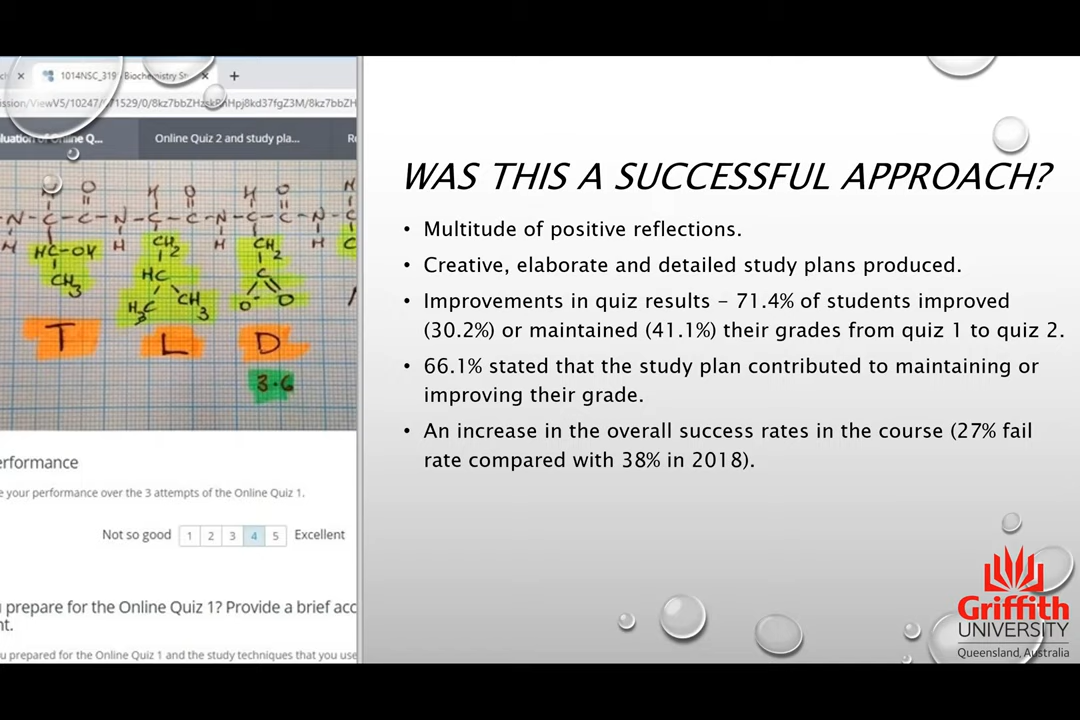 1014NSC_319 Biochemistry St
ission/ViewV5/10247/
Online Q...
Online Quiz 2 and study pla...
O H O H O H
N-C-C-N-C-C-N-C-C-N-C
H HC-OH H CH2 H CH2 H
CH3 HC C
H3C CH3 O- O
T L D
3.6
erformance
e your performance over the 3 attempts of the Online Quiz 1.
Not so good 1 2 3 4 5 Excellent
u prepare for the Online Quiz 1? Provide a brief acc
nt.
u prepared for the Online Quiz 1 and the study techniques that you use
WAS THIS A SUCCESSFUL APPROACH?
• Multitude of positive reflections.
• Creative, elaborate and detailed study plans produced.
• Improvements in quiz results – 71.4% of students improved
(30.2%) or maintained (41.1%) their grades from quiz 1 to quiz 2.
• 66.1% stated that the study plan contributed to maintaining or
improving their grade.
• An increase in the overall success rates in the course (27% fail
rate compared with 38% in 2018).
Griffith
UNIVERSITY
Queensland, Australia